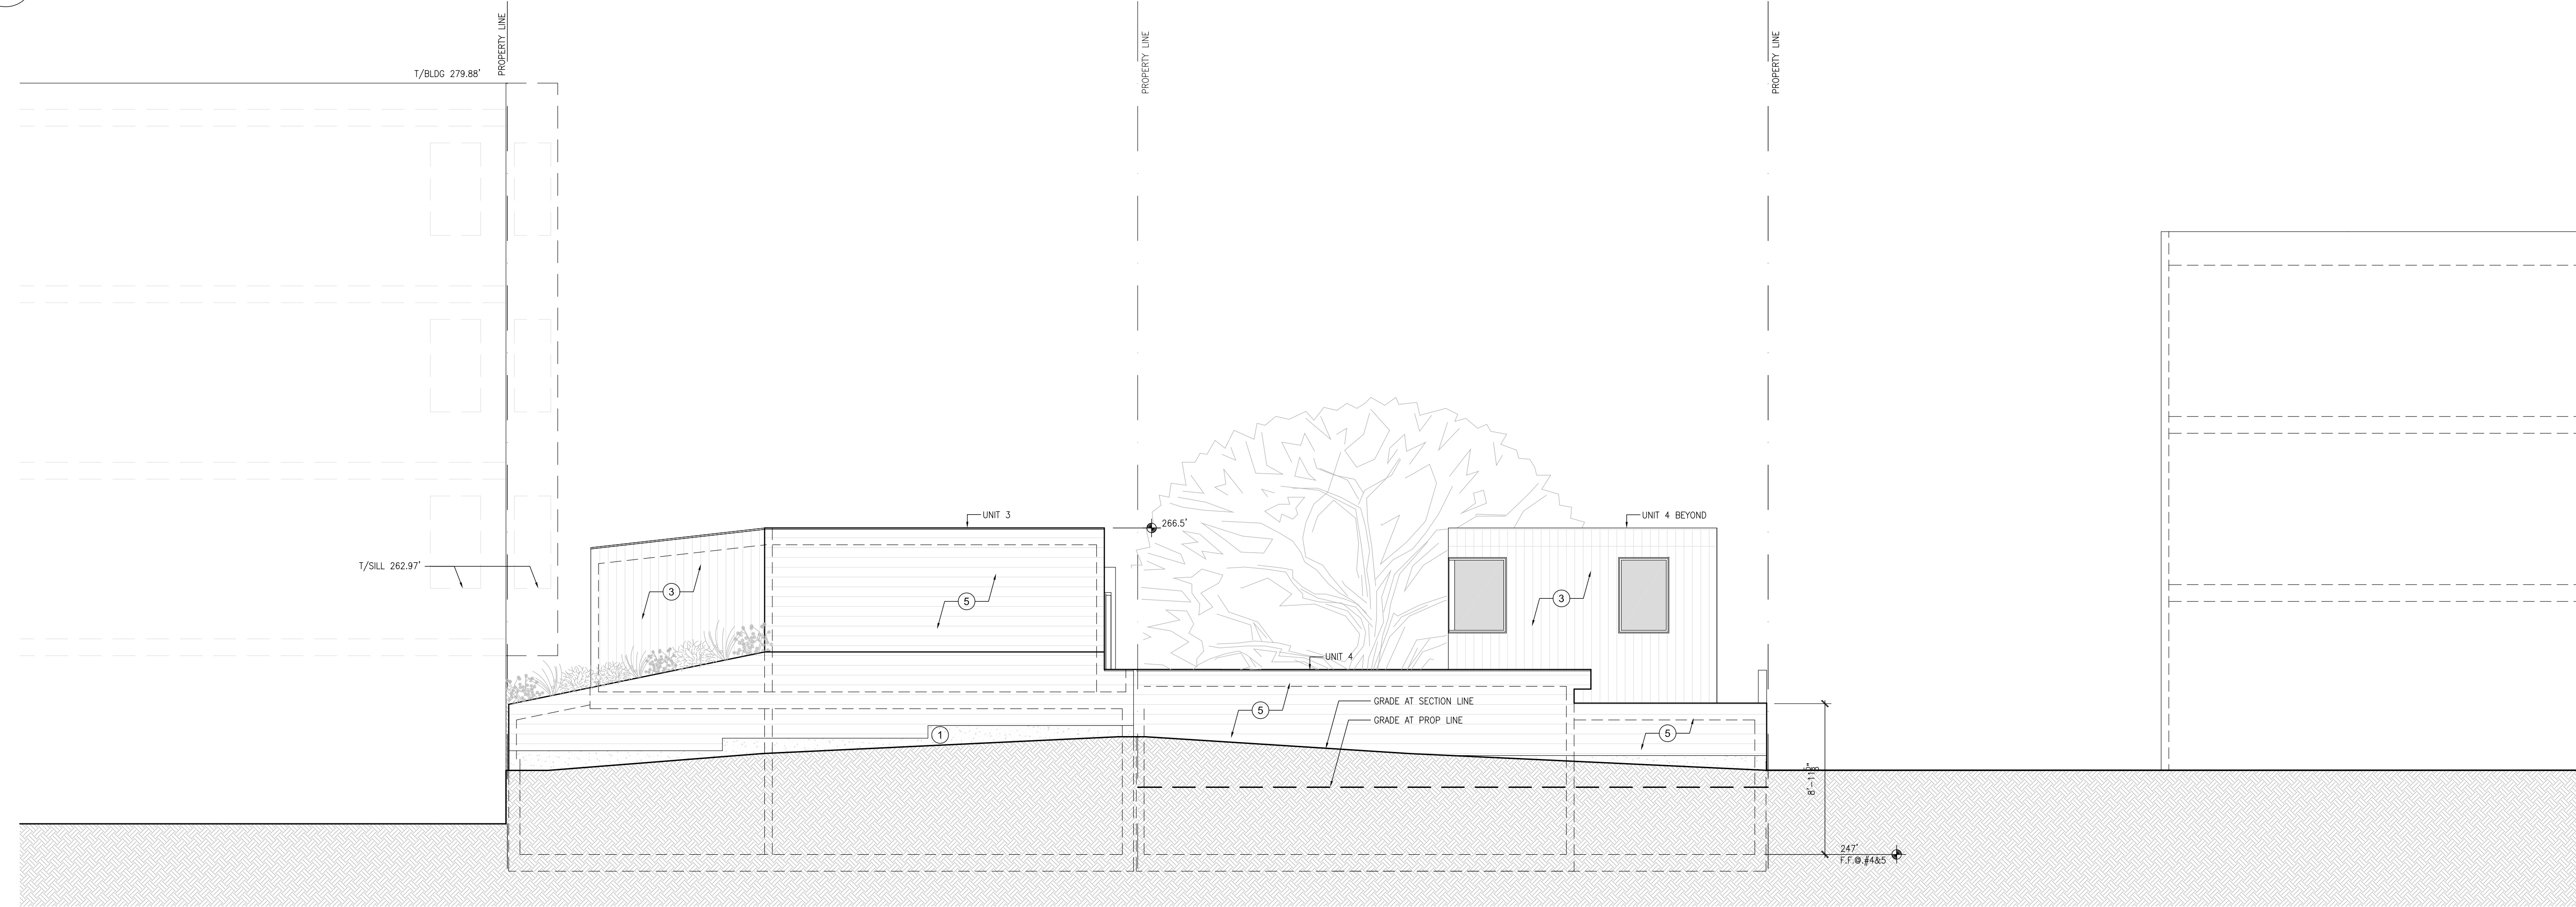 PROPERTY LINE
PROPERTY LINE
PROPERTY LINE
T/BLDG 279.88'
UNIT 3
266.5'
UNIT 4 BEYOND
T/SILL 262.97'
3
5
3
UNIT 4
GRADE AT SECTION LINE
5
GRADE AT PROP LINE
1
5
247'
F.F.@.#4&5